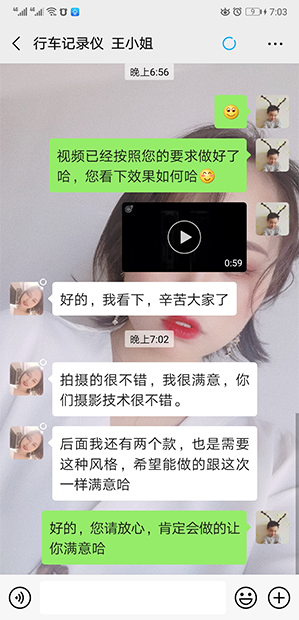 7:03
行车记录仪 王小姐
晚上6:56
视频已经按照您的要求做好了
哈，您看下效果如何哈
0:59
好的，我看下，辛苦大家了
晚上7:02
拍摄的很不错，我很满意，你
们摄影技术很不错。
后面我还有两个款，也是需要
这种风格，希望能做的跟这次
一样满意哈
好的，您请放心，肯定会做的让
你满意哈